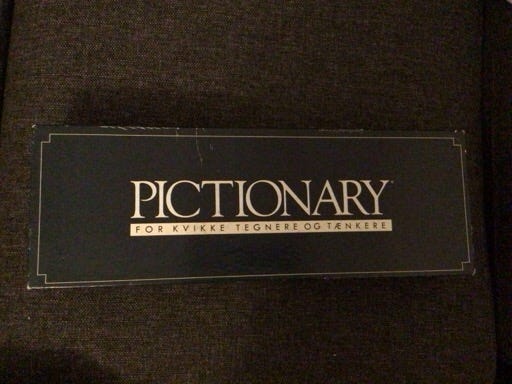 PICTIONARY
FOR KVIKKE TEGNERE OG TÆNKERE